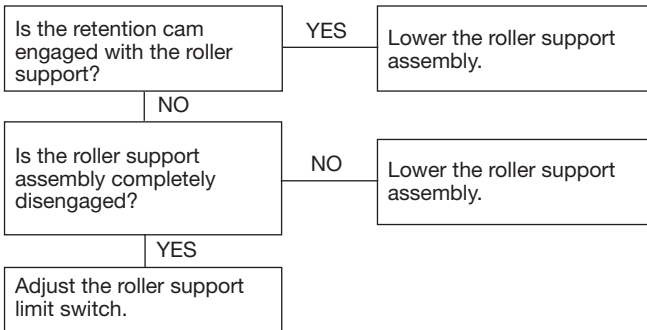 Is the retention cam
engaged with the roller
support?
YES
Lower the roller support
assembly.
NO
Is the roller support
assembly completely
disengaged?
NO
Lower the roller support
assembly.
YES
Adjust the roller support
limit switch.